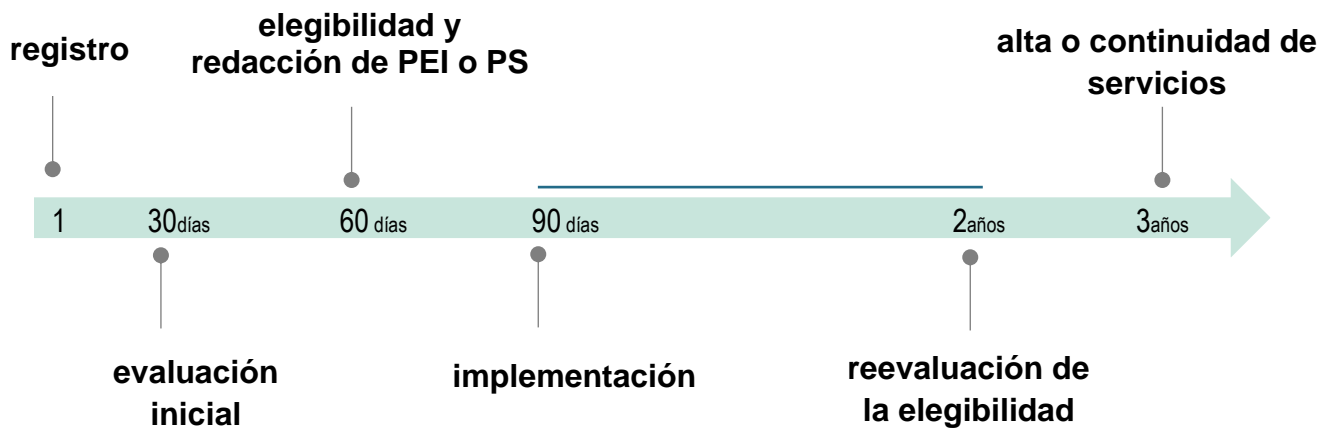 registro
elegibilidad y
redacción de PEI o PS
alta o continuidad de
servicios
1
30días
60 días
90 días
2años
3años
evaluación
inicial
implementación
reevaluación de
la elegibilidad